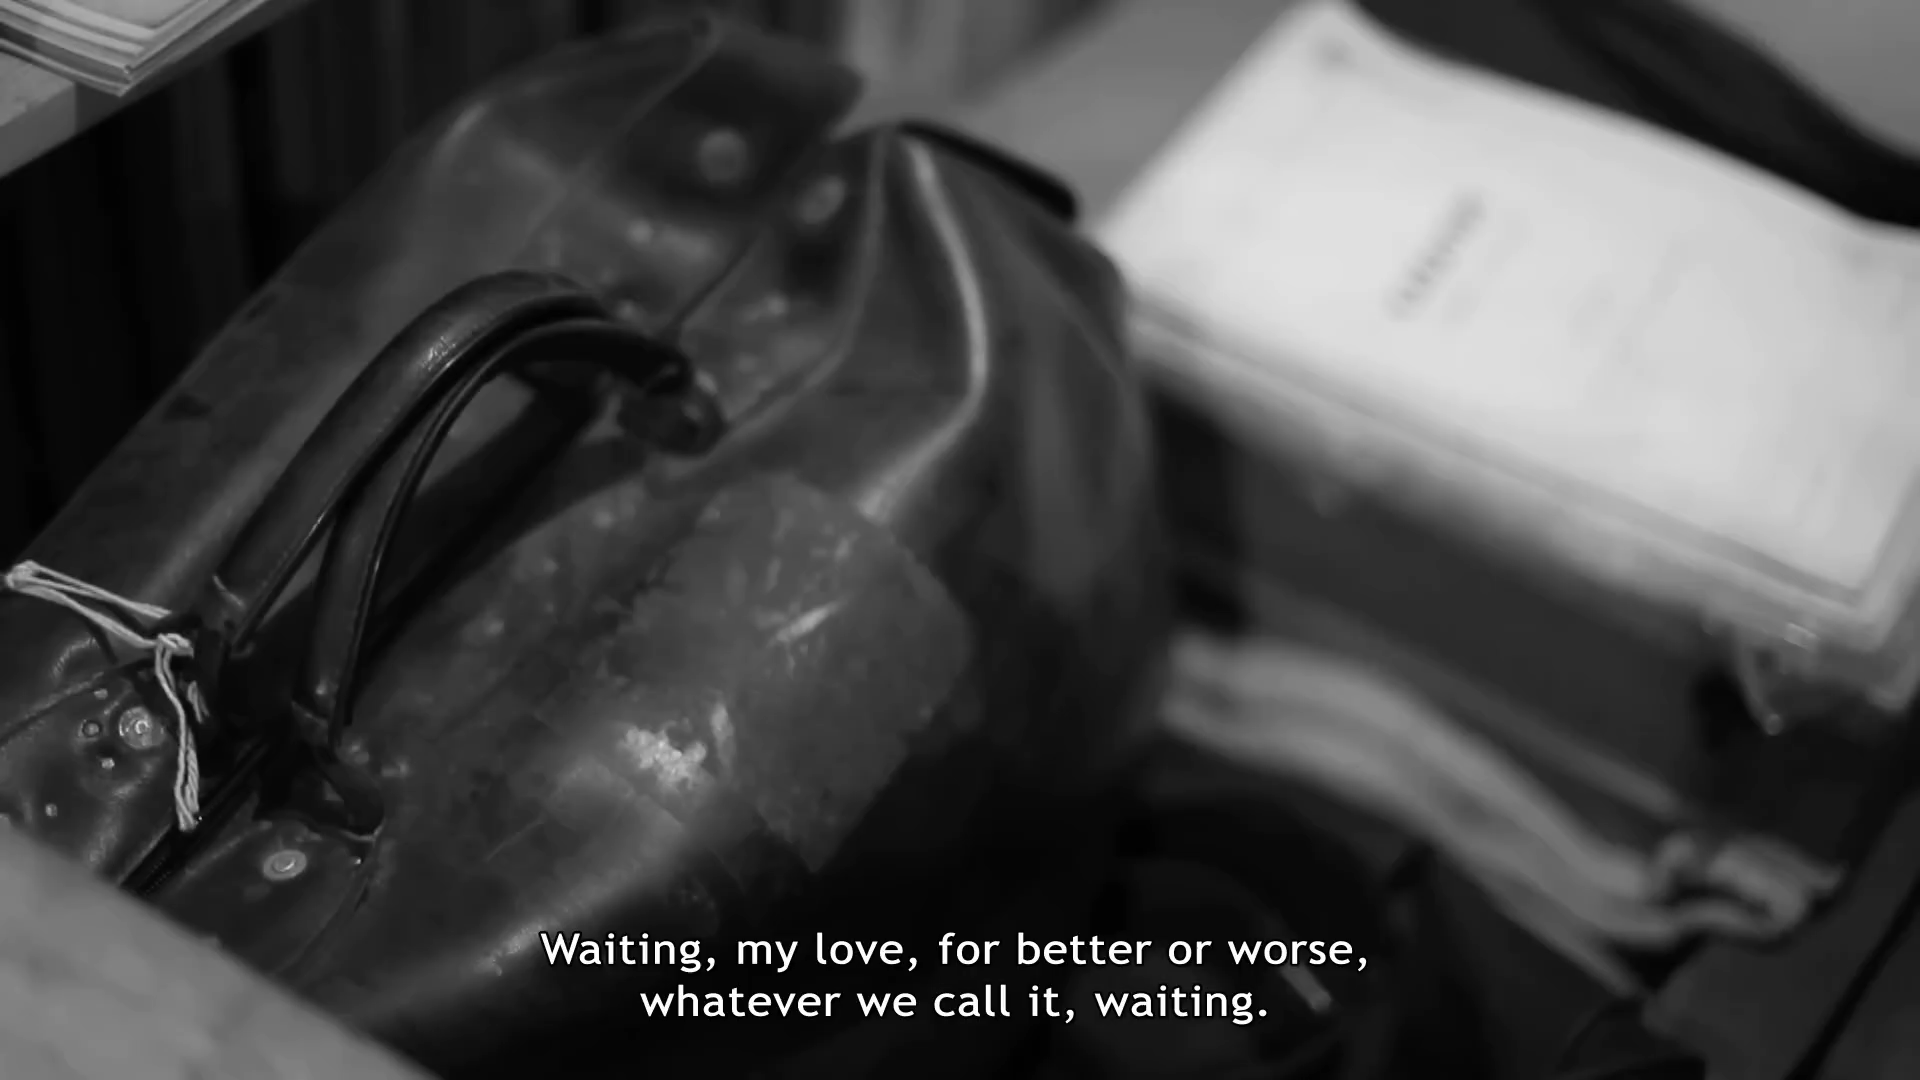 Waiting, my love, for better or worse,
whatever we call it, waiting.